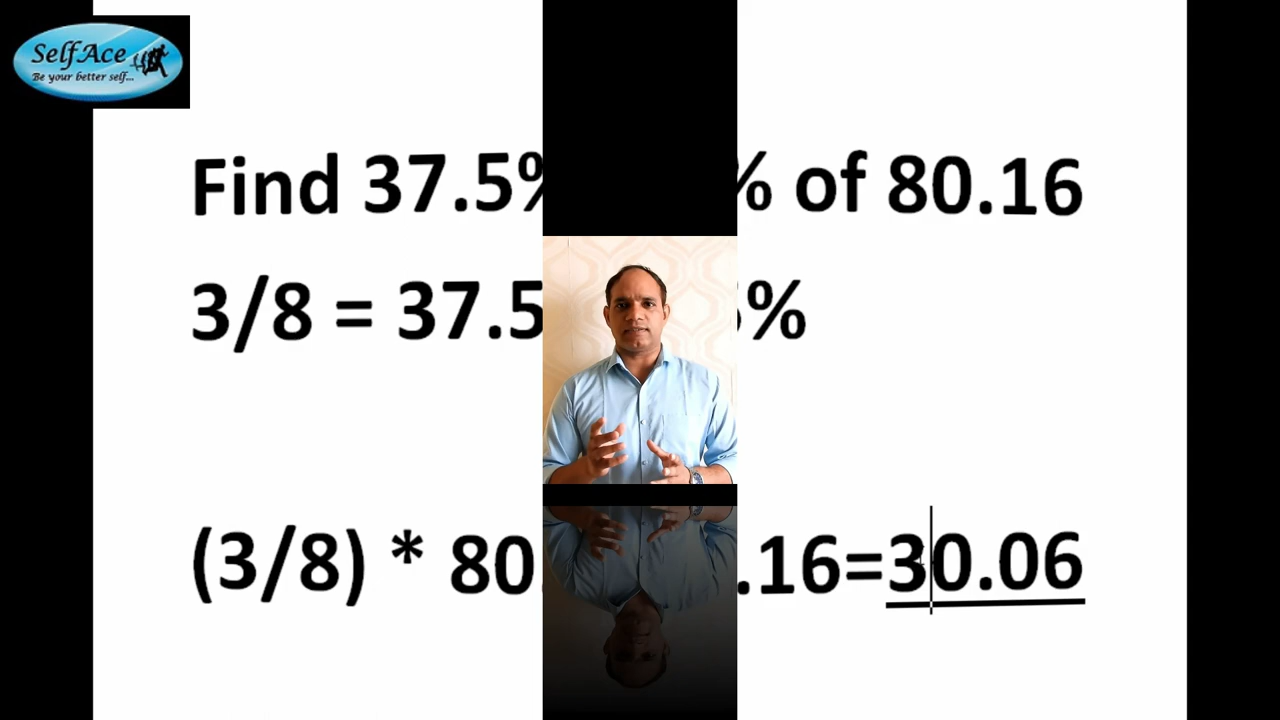 SelfAce
Be your better self...
Find 37.5% of 80.16
3/8 = 37.5%
(3/8) * 80.16=30.06